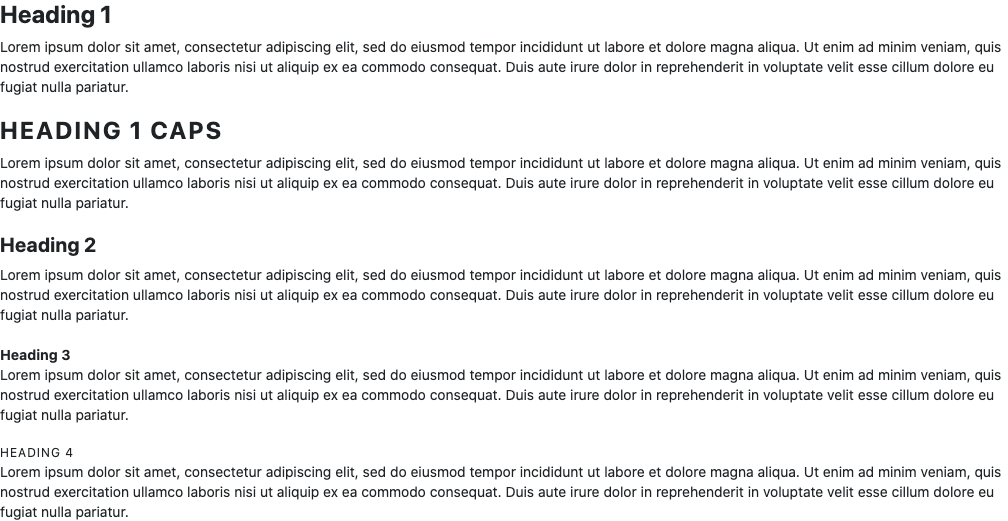 Heading 1
Lorem ipsum dolor sit amet, consectetur adipiscing elit, sed do eiusmod tempor incididunt ut labore et dolore magna aliqua. Ut enim ad minim veniam, quis
nostrud exercitation ullamco laboris nisi ut aliquip ex ea commodo consequat. Duis aute irure dolor in reprehenderit in voluptate velit esse cillum dolore eu
fugiat nulla pariatur.
HEADING 1 CAPS
Lorem ipsum dolor sit amet, consectetur adipiscing elit, sed do eiusmod tempor incididunt ut labore et dolore magna aliqua. Ut enim ad minim veniam, quis
nostrud exercitation ullamco laboris nisi ut aliquip ex ea commodo consequat. Duis aute irure dolor in reprehenderit in voluptate velit esse cillum dolore eu
fugiat nulla pariatur.
Heading 2
Lorem ipsum dolor sit amet, consectetur adipiscing elit, sed do eiusmod tempor incididunt ut labore et dolore magna aliqua. Ut enim ad minim veniam, quis
nostrud exercitation ullamco laboris nisi ut aliquip ex ea commodo consequat. Duis aute irure dolor in reprehenderit in voluptate velit esse cillum dolore eu
fugiat nulla pariatur.
Heading 3
Lorem ipsum dolor sit amet, consectetur adipiscing elit, sed do eiusmod tempor incididunt ut labore et dolore magna aliqua. Ut enim ad minim veniam, quis
nostrud exercitation ullamco laboris nisi ut aliquip ex ea commodo consequat. Duis aute irure dolor in reprehenderit in voluptate velit esse cillum dolore eu
fugiat nulla pariatur.
HEADING 4
Lorem ipsum dolor sit amet, consectetur adipiscing elit, sed do eiusmod tempor incididunt ut labore et dolore magna aliqua. Ut enim ad minim veniam, quis
nostrud exercitation ullamco laboris nisi ut aliquip ex ea commodo consequat. Duis aute irure dolor in reprehenderit in voluptate velit esse cillum dolore eu
fugiat nulla pariatur.